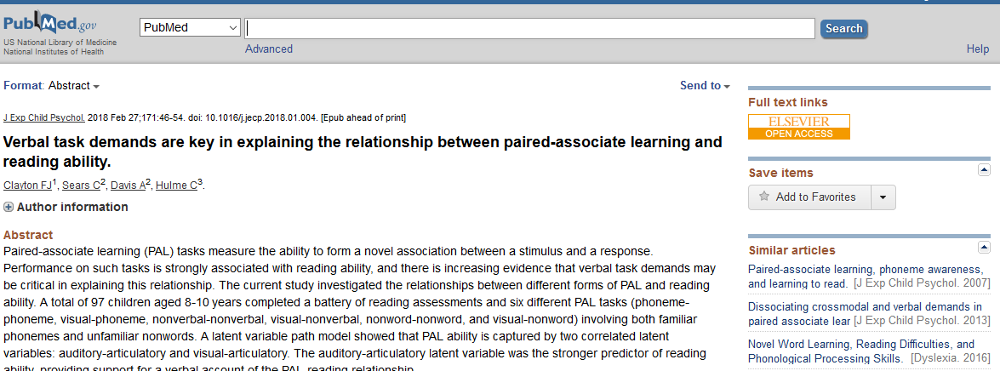 PubMed.gov
US National Library of Medicine
National Institutes of Health
PubMed
Search
Advanced
Help
Format: Abstract
Send to
J Exp Child Psychol. 2018 Feb 27;171:46-54. doi: 10.1016/j.jecp.2018.01.004. [Epub ahead of print]
Verbal task demands are key in explaining the relationship between paired-associate learning and
reading ability.
Clayton FJ1, Sears C2, Davis A2, Hulme C3.
Author information
Abstract
Paired-associate learning (PAL) tasks measure the ability to form a novel association between a stimulus and a response.
Performance on such tasks is strongly associated with reading ability, and there is increasing evidence that verbal task demands may
be critical in explaining this relationship. The current study investigated the relationships between different forms of PAL and reading
ability. A total of 97 children aged 8-10 years completed a battery of reading assessments and six different PAL tasks (phoneme-
phoneme, visual-phoneme, nonverbal-nonverbal, visual-nonverbal, nonword-nonword, and visual-nonword) involving both familiar
phonemes and unfamiliar nonwords. A latent variable path model showed that PAL ability is captured by two correlated latent
variables: auditory-articulatory and visual-articulatory. The auditory-articulatory latent variable was the stronger predictor of reading
ability, providing support for a verbal account of the PAL-reading relationship.
Full text links
ELSEVIER
OPEN ACCESS
Save items
Add to Favorites
Similar articles
Paired-associate learning, phoneme awareness,
and learning to read. [J Exp Child Psychol. 2007]
Dissociating crossmodal and verbal demands in
paired associate lear [J Exp Child Psychol. 2013]
Novel Word Learning, Reading Difficulties, and
Phonological Processing Skills. [Dyslexia. 2016]